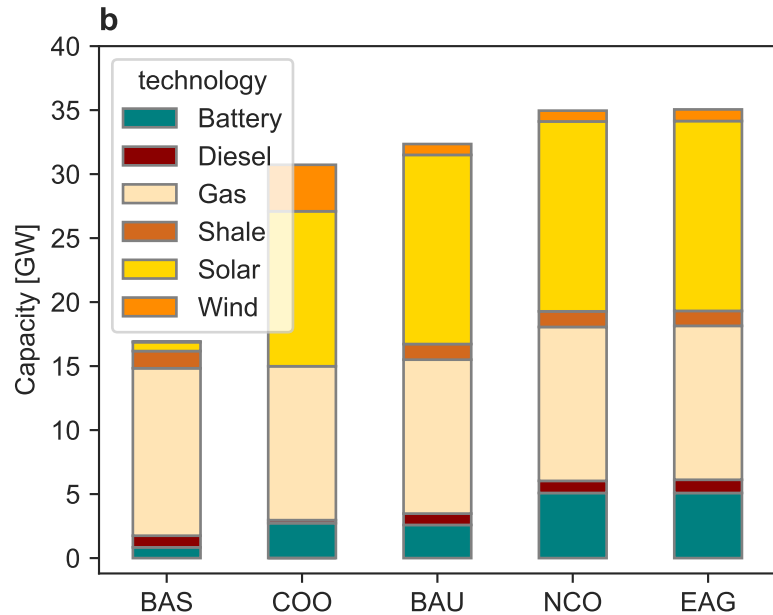 b
40
35
30
25
20
15
10
5
0
Capacity [GW]
technology
Battery
Diesel
Gas
Shale
Solar
Wind
BAS COO BAU NCO EAG